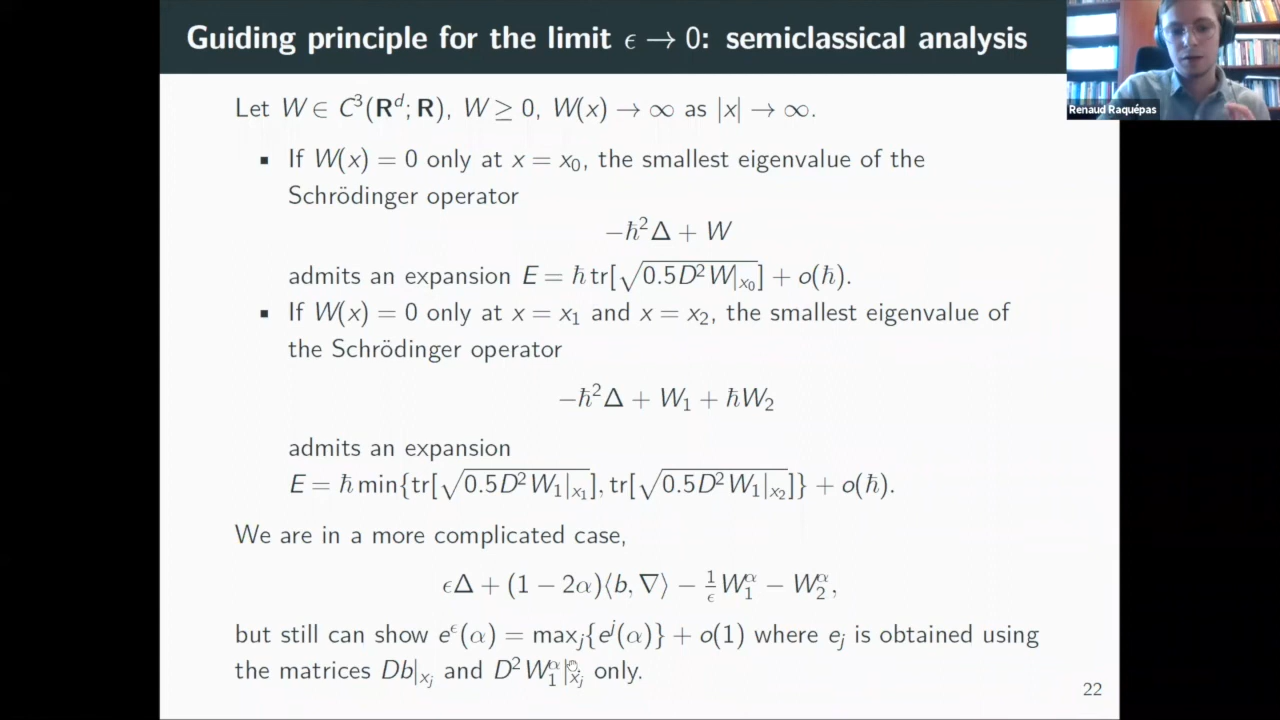 Guiding principle for the limit ϵ → 0: semiclassical analysis
Renaud Raquépas
Let W ∈ C³(Rᵈ; R), W ≥ 0, W(x) → ∞ as |x| → ∞.
▪ If W(x) = 0 only at x = x₀, the smallest eigenvalue of the
Schrödinger operator
−ℏ²Δ + W
admits an expansion E = ℏ tr[√(0.5D²W|ₓ₀)] + o(ℏ).
▪ If W(x) = 0 only at x = x₁ and x = x₂, the smallest eigenvalue of
the Schrödinger operator
−ℏ²Δ + W₁ + ℏW₂
admits an expansion
E = ℏ min{tr[√(0.5D²W₁|ₓ₁)], tr[√(0.5D²W₁|ₓ₂)]} + o(ℏ).
We are in a more complicated case,
ϵΔ + (1 − 2α)⟨b, ∇⟩ − 1/ϵ W₁^α − W₂^α,
but still can show e^ϵ(α) = maxⱼ{eʲ(α)} + o(1) where eⱼ is obtained using
the matrices Db|ₓⱼ and D²W₁^α|ₓⱼ only.
22